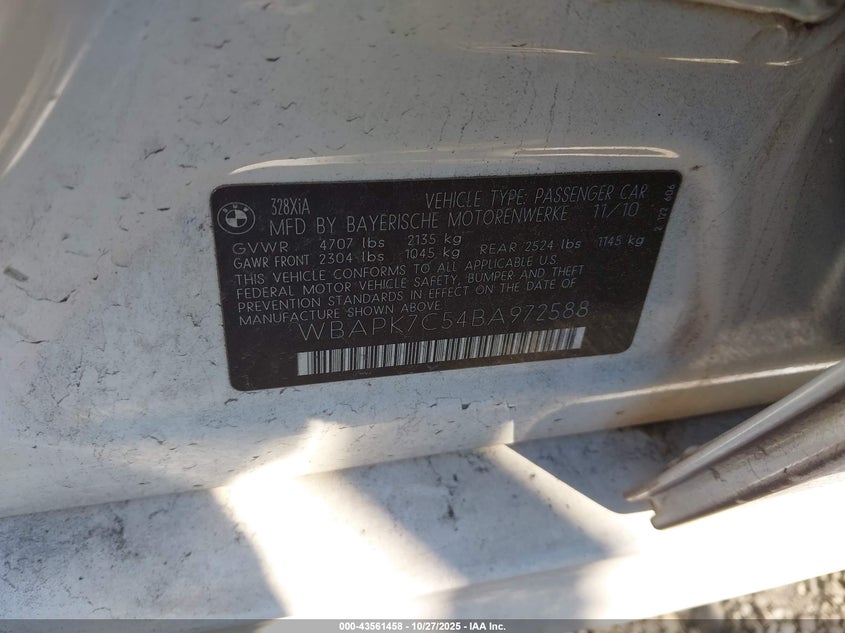 BMW
328XiA VEHICLE TYPE: PASSENGER CAR
MFD BY BAYERISCHE MOTORENWERKE 11/10
GVWR 4707 lbs 2135 kg
GAWR FRONT 2304 lbs 1045 kg REAR 2524 lbs 1145 kg
THIS VEHICLE CONFORMS TO ALL APPLICABLE U.S.
FEDERAL MOTOR VEHICLE SAFETY, BUMPER AND THEFT
PREVENTION STANDARDS IN EFFECT ON THE DATE OF
MANUFACTURE SHOWN ABOVE.
WBAPK7C54BA972588
000-43561458 | 10/27/2025 | IAA Inc.